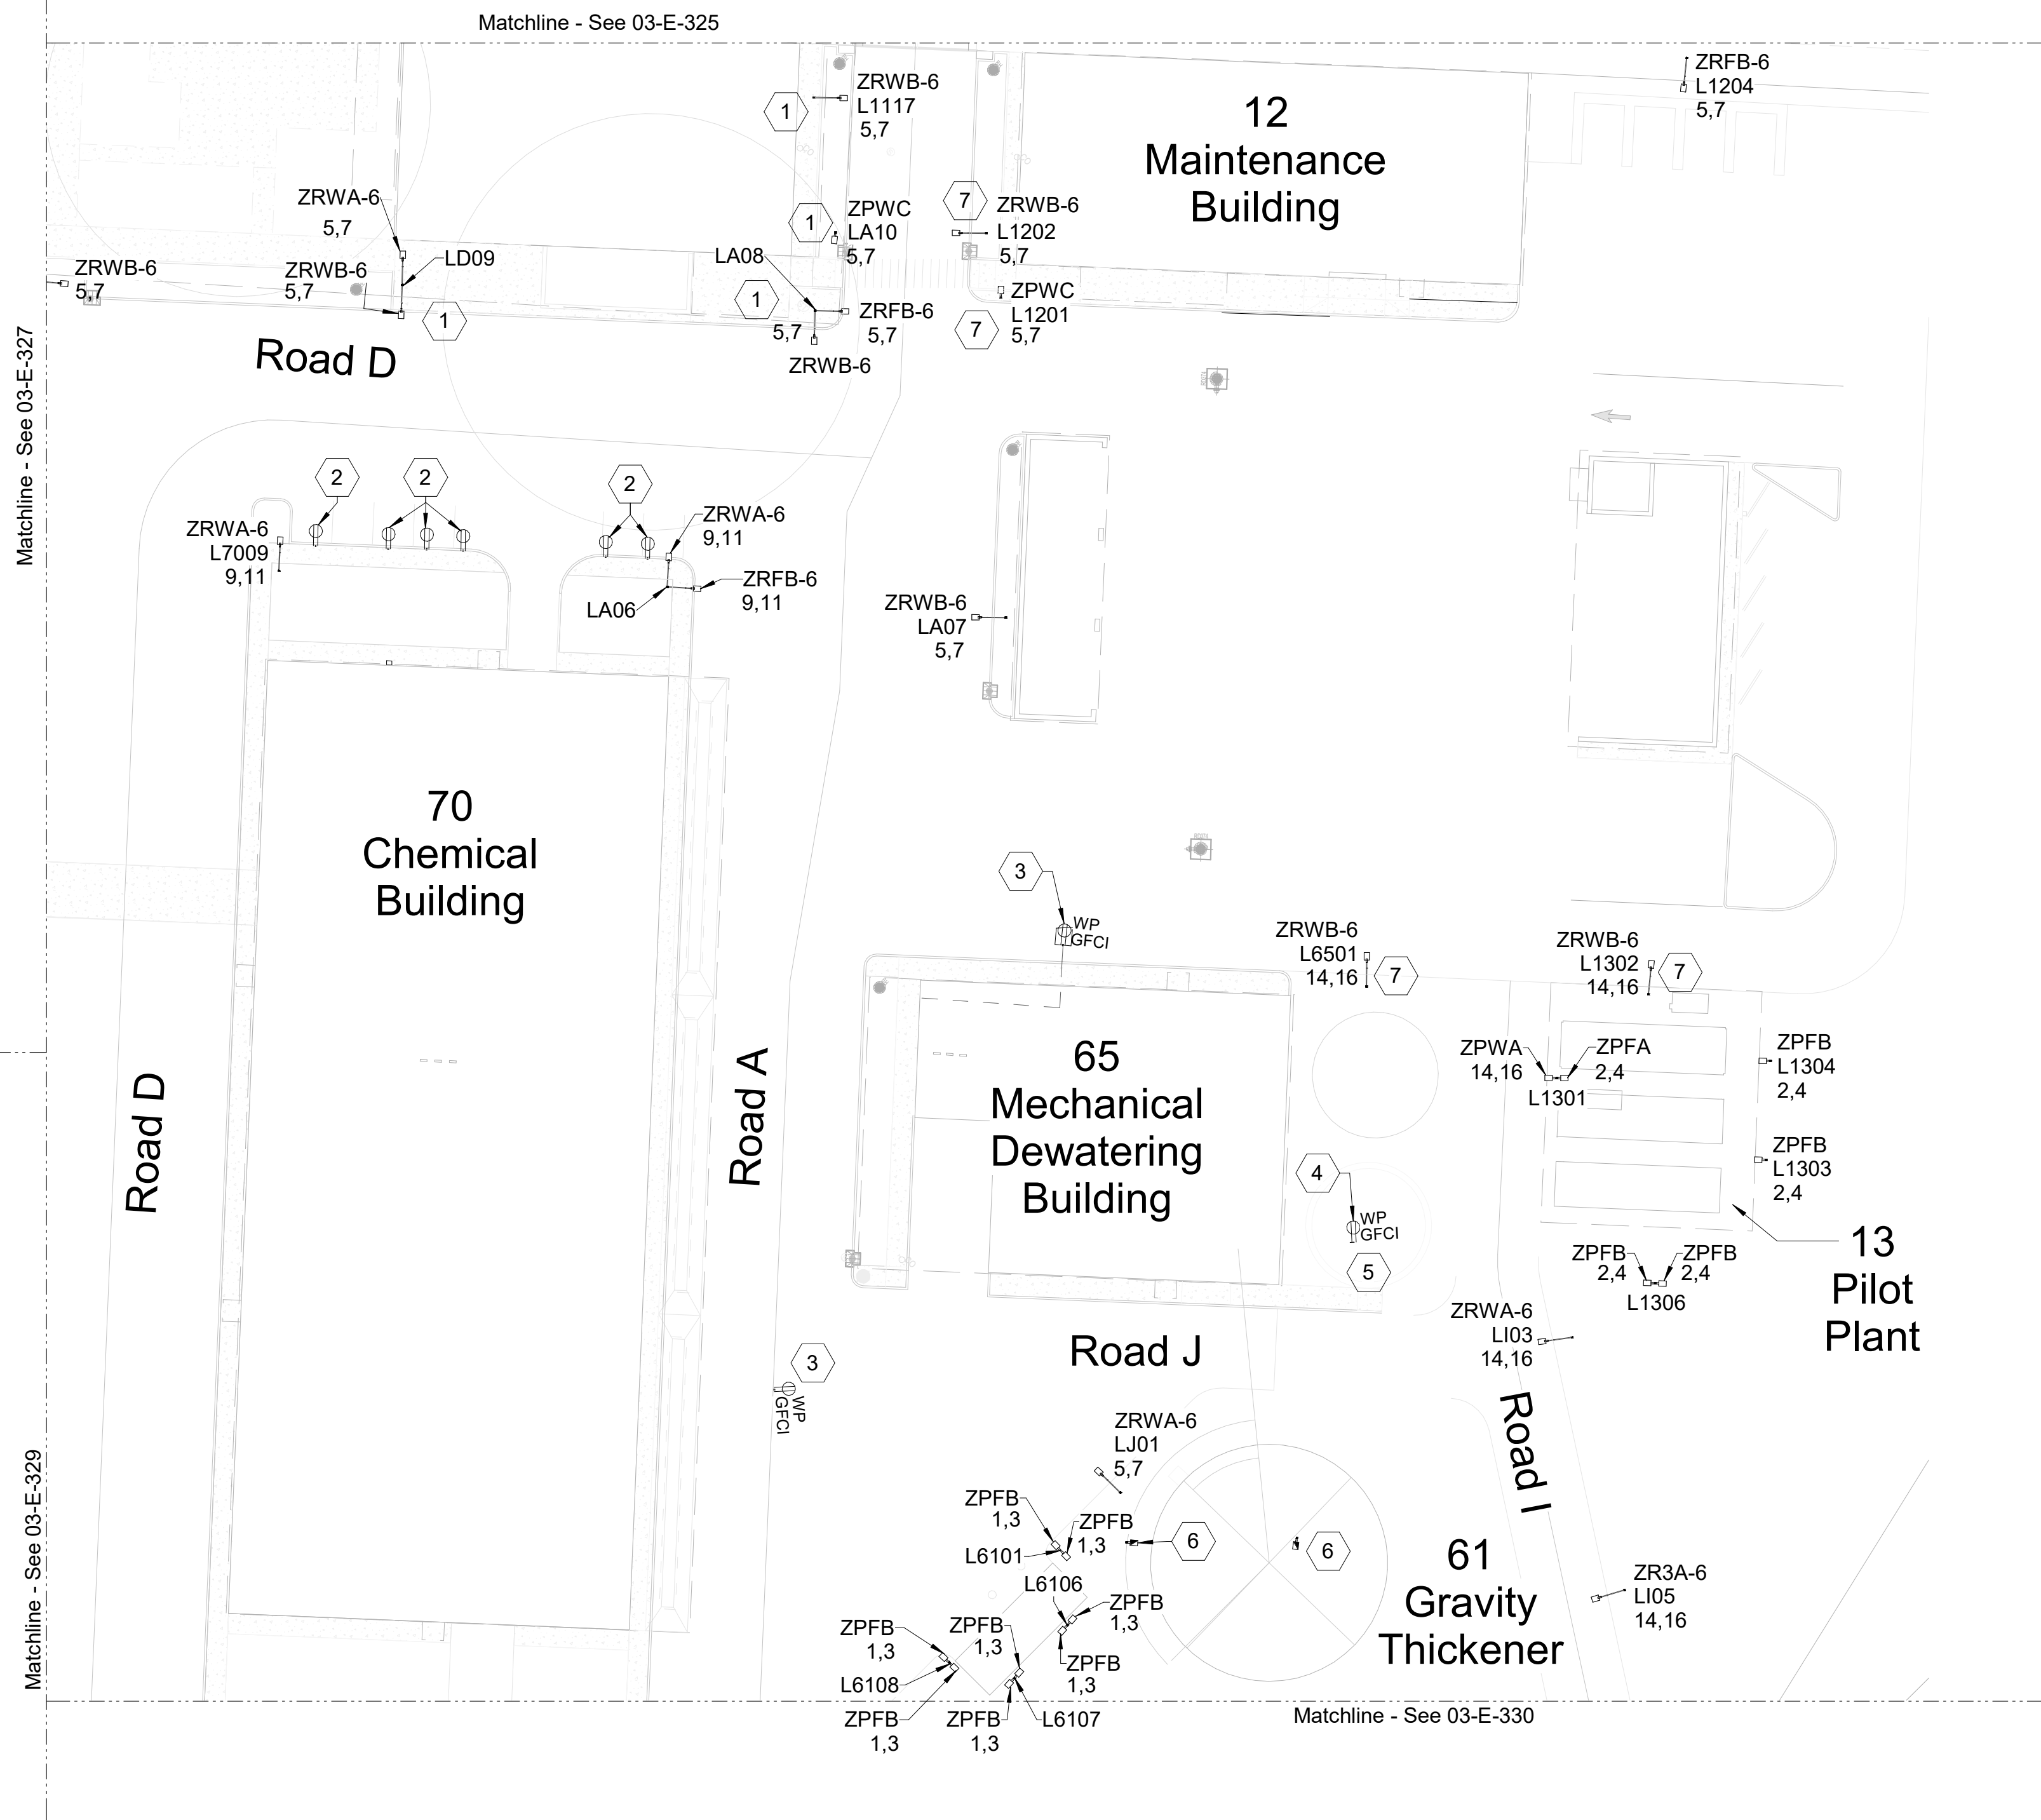 Matchline - See 03-E-325
ZRWB-6
L1117
5,7
1
12
Maintenance
Building
ZRFB-6
L1204
5,7
ZRWA-6
5,7
1
ZPWC
LA10
5,7
7
ZRWB-6
L1202
5,7
ZRWB-6
5,7
ZRWB-6
5,7
LD09
1
LA08
1
5,7
ZRWB-6
ZRFB-6
5,7
ZPWC
L1201
5,7
7
Road D
Matchline - See 03-E-327
2
2
2
ZRWA-6
L7009
9,11
ZRWA-6
9,11
ZRFB-6
9,11
LA06
ZRWB-6
LA07
5,7
70
Chemical
Building
3
WP
GFCI
ZRWB-6
L6501
14,16
7
ZRWB-6
L1302
14,16
7
65
Mechanical
Dewatering
Building
ZPWA
14,16
ZPFA
2,4
L1301
ZPFB
L1304
2,4
ZPFB
L1303
2,4
Road D
Road A
4
WP
GFCI
5
13
Pilot
Plant
ZPFB
2,4
ZPFB
2,4
L1306
ZRWA-6
LI03
14,16
Road J
3
WP
GFCI
Road I
ZRWA-6
LJ01
5,7
ZPFB
1,3
ZPFB
1,3
L6101
6
6
61
Gravity
Thickener
ZR3A-6
LI05
14,16
L6106
ZPFB
1,3
ZPFB
1,3
ZPFB
1,3
ZPFB
1,3
L6108
ZPFB
1,3
ZPFB
1,3
L6107
Matchline - See 03-E-329
Matchline - See 03-E-330